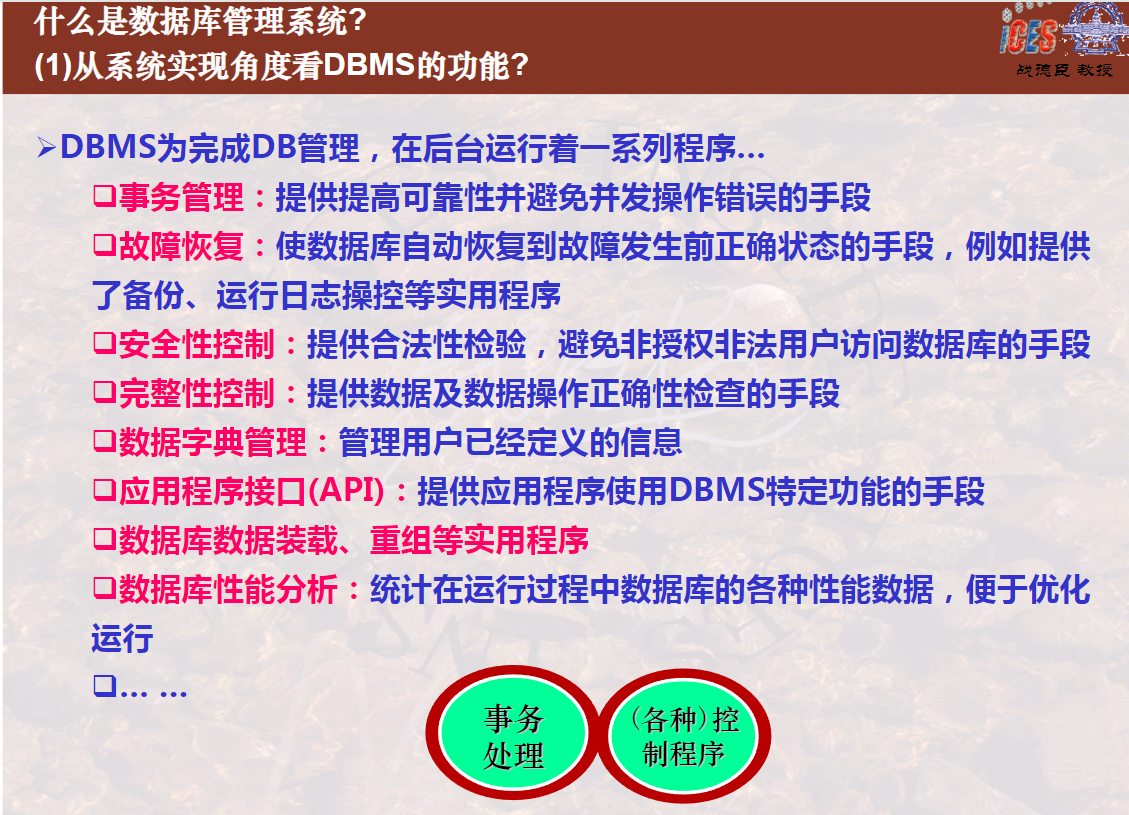 什么是数据库管理系统?
(1)从系统实现角度看DBMS的功能?
iCES
战德臣 教授
➢DBMS为完成DB管理，在后台运行着一系列程序...
❑事务管理：提供提高可靠性并避免并发操作错误的手段
❑故障恢复：使数据库自动恢复到故障发生前正确状态的手段，例如提供
了备份、运行日志操控等实用程序
❑安全性控制：提供合法性检验，避免非授权非法用户访问数据库的手段
❑完整性控制：提供数据及数据操作正确性检查的手段
❑数据字典管理：管理用户已经定义的信息
❑应用程序接口(API)：提供应用程序使用DBMS特定功能的手段
❑数据库数据装载、重组等实用程序
❑数据库性能分析：统计在运行过程中数据库的各种性能数据，便于优化
运行
❑... ...
事务
处理
(各种)控
制程序